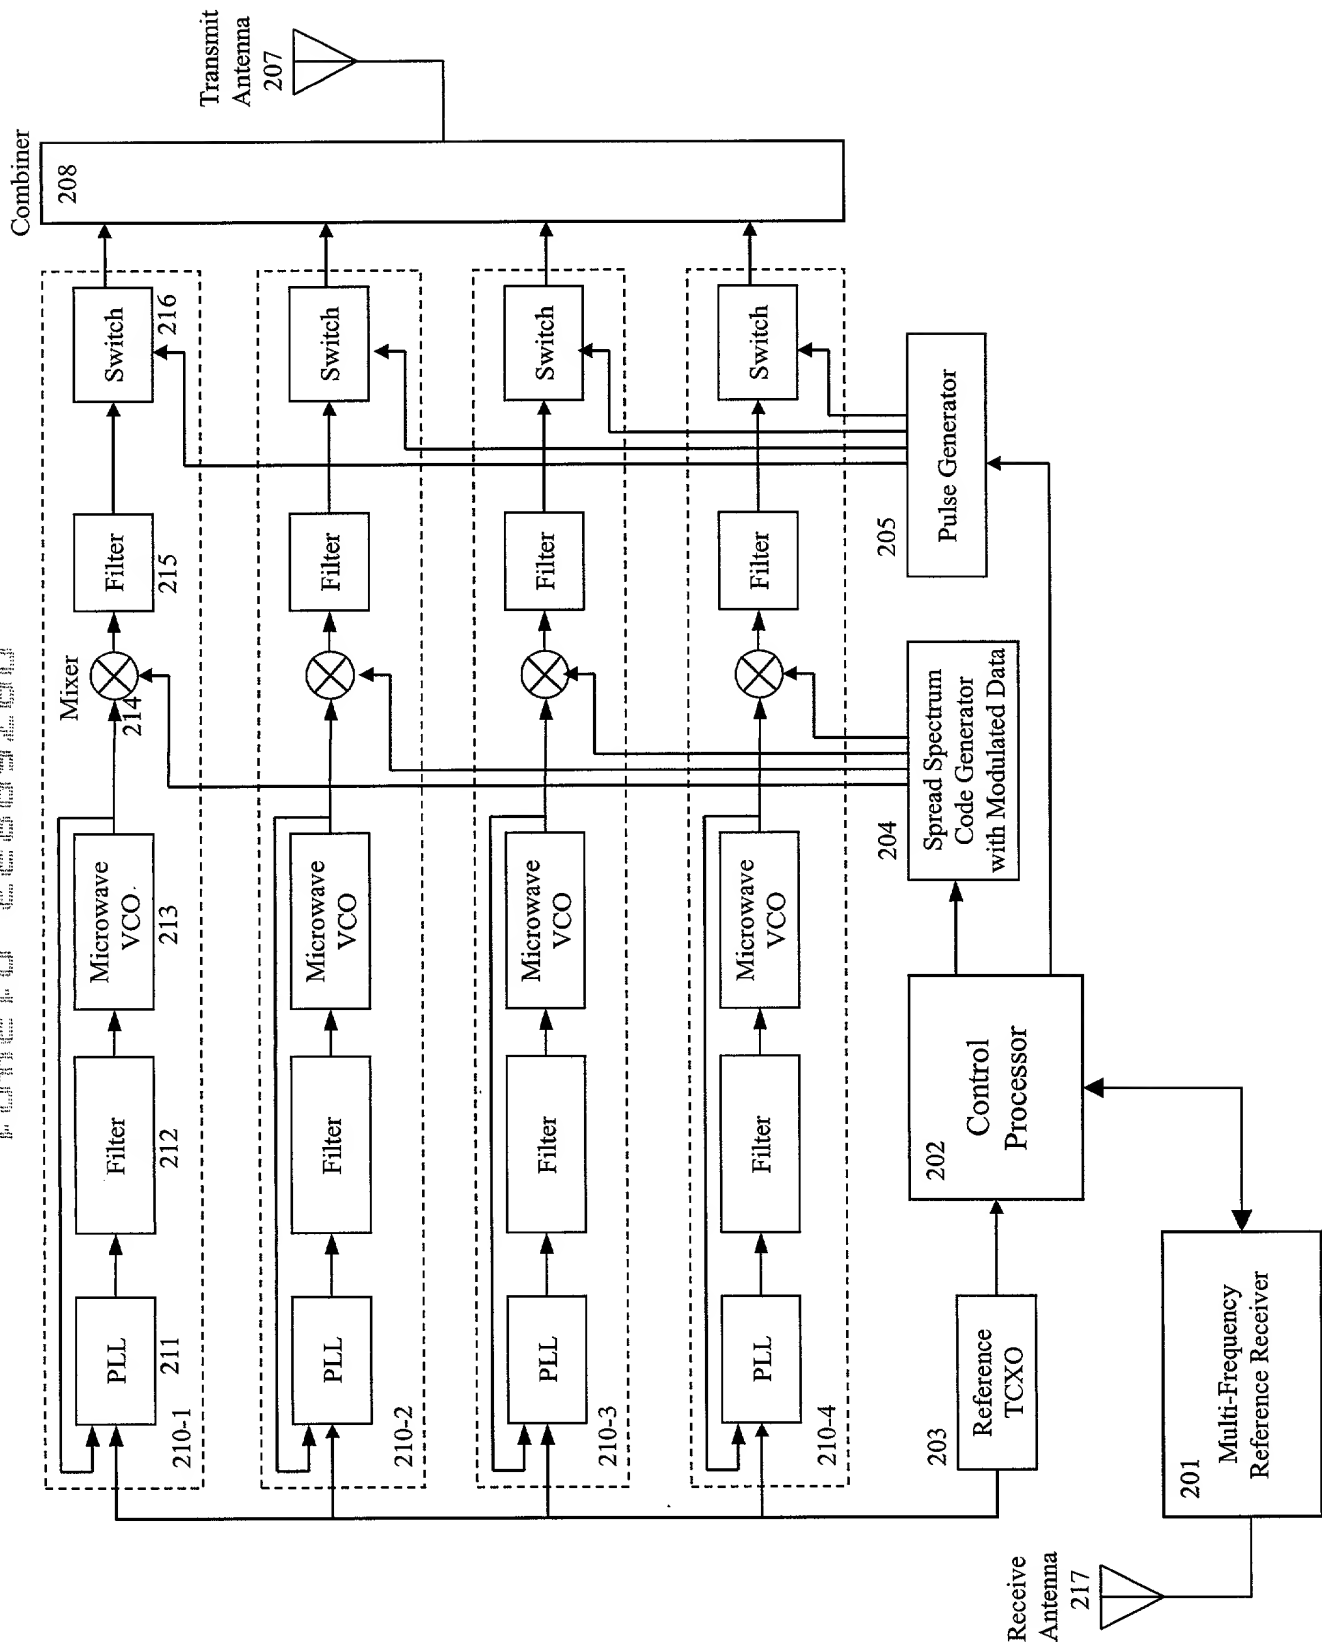 Combiner
208
Transmit
Antenna
207
Mixer
PLL
211
Filter
212
Microwave
VCO
213
214
Filter
215
Switch
216
210-1
PLL
Filter
Microwave
VCO
Filter
Switch
210-2
PLL
Filter
Microwave
VCO
Filter
Switch
210-3
PLL
Filter
Microwave
VCO
Filter
Switch
210-4
203
Reference
TCXO
202
Control
Processor
204
Spread Spectrum
Code Generator
with Modulated Data
205
Pulse Generator
201
Multi-Frequency
Reference Receiver
Receive
Antenna
217